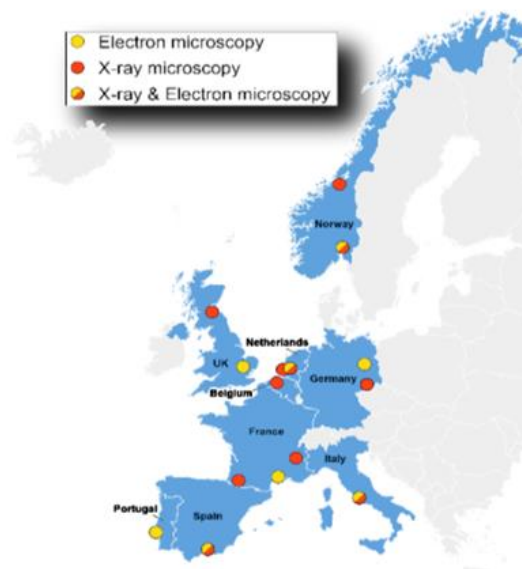 Electron microscopy
X-ray microscopy
X-ray & Electron microscopy
Norway
Netherlands
UK
Germany
Belgium
France
Italy
Portugal
Spain